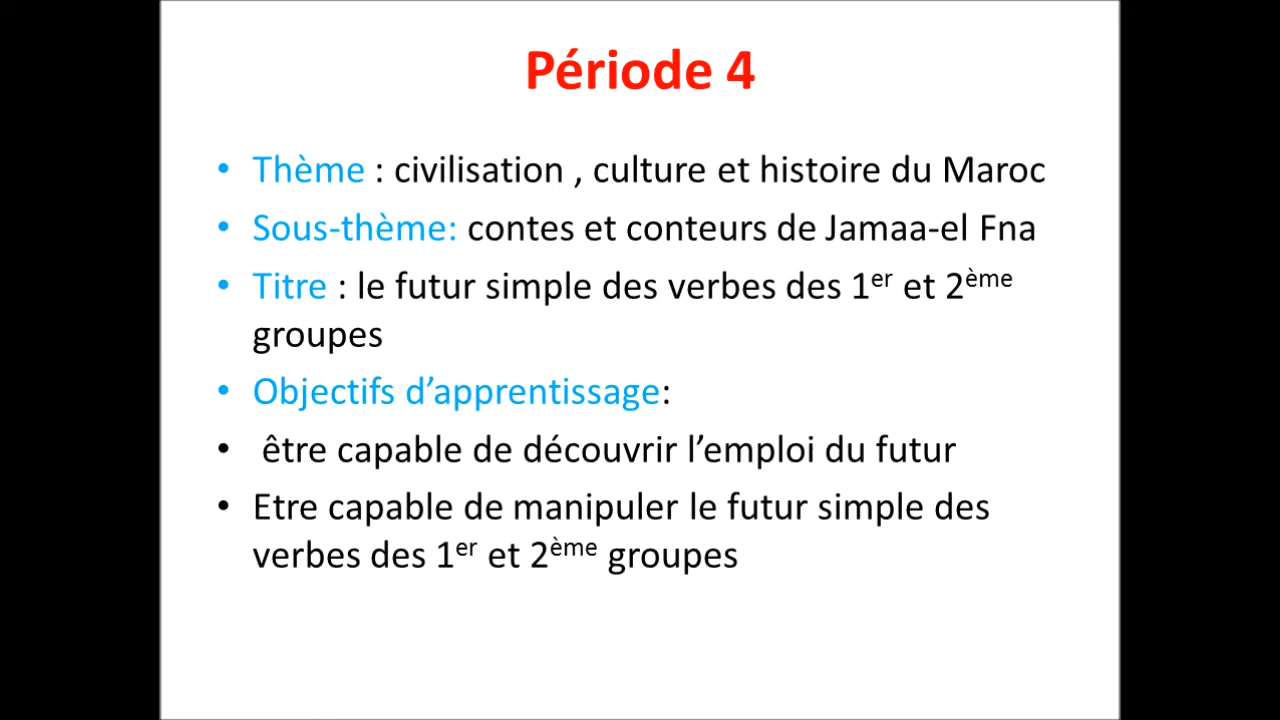 Période 4
• Thème : civilisation , culture et histoire du Maroc
• Sous-thème: contes et conteurs de Jamaa-el Fna
• Titre : le futur simple des verbes des 1er et 2ème
groupes
• Objectifs d’apprentissage:
• être capable de découvrir l’emploi du futur
• Etre capable de manipuler le futur simple des
verbes des 1er et 2ème groupes